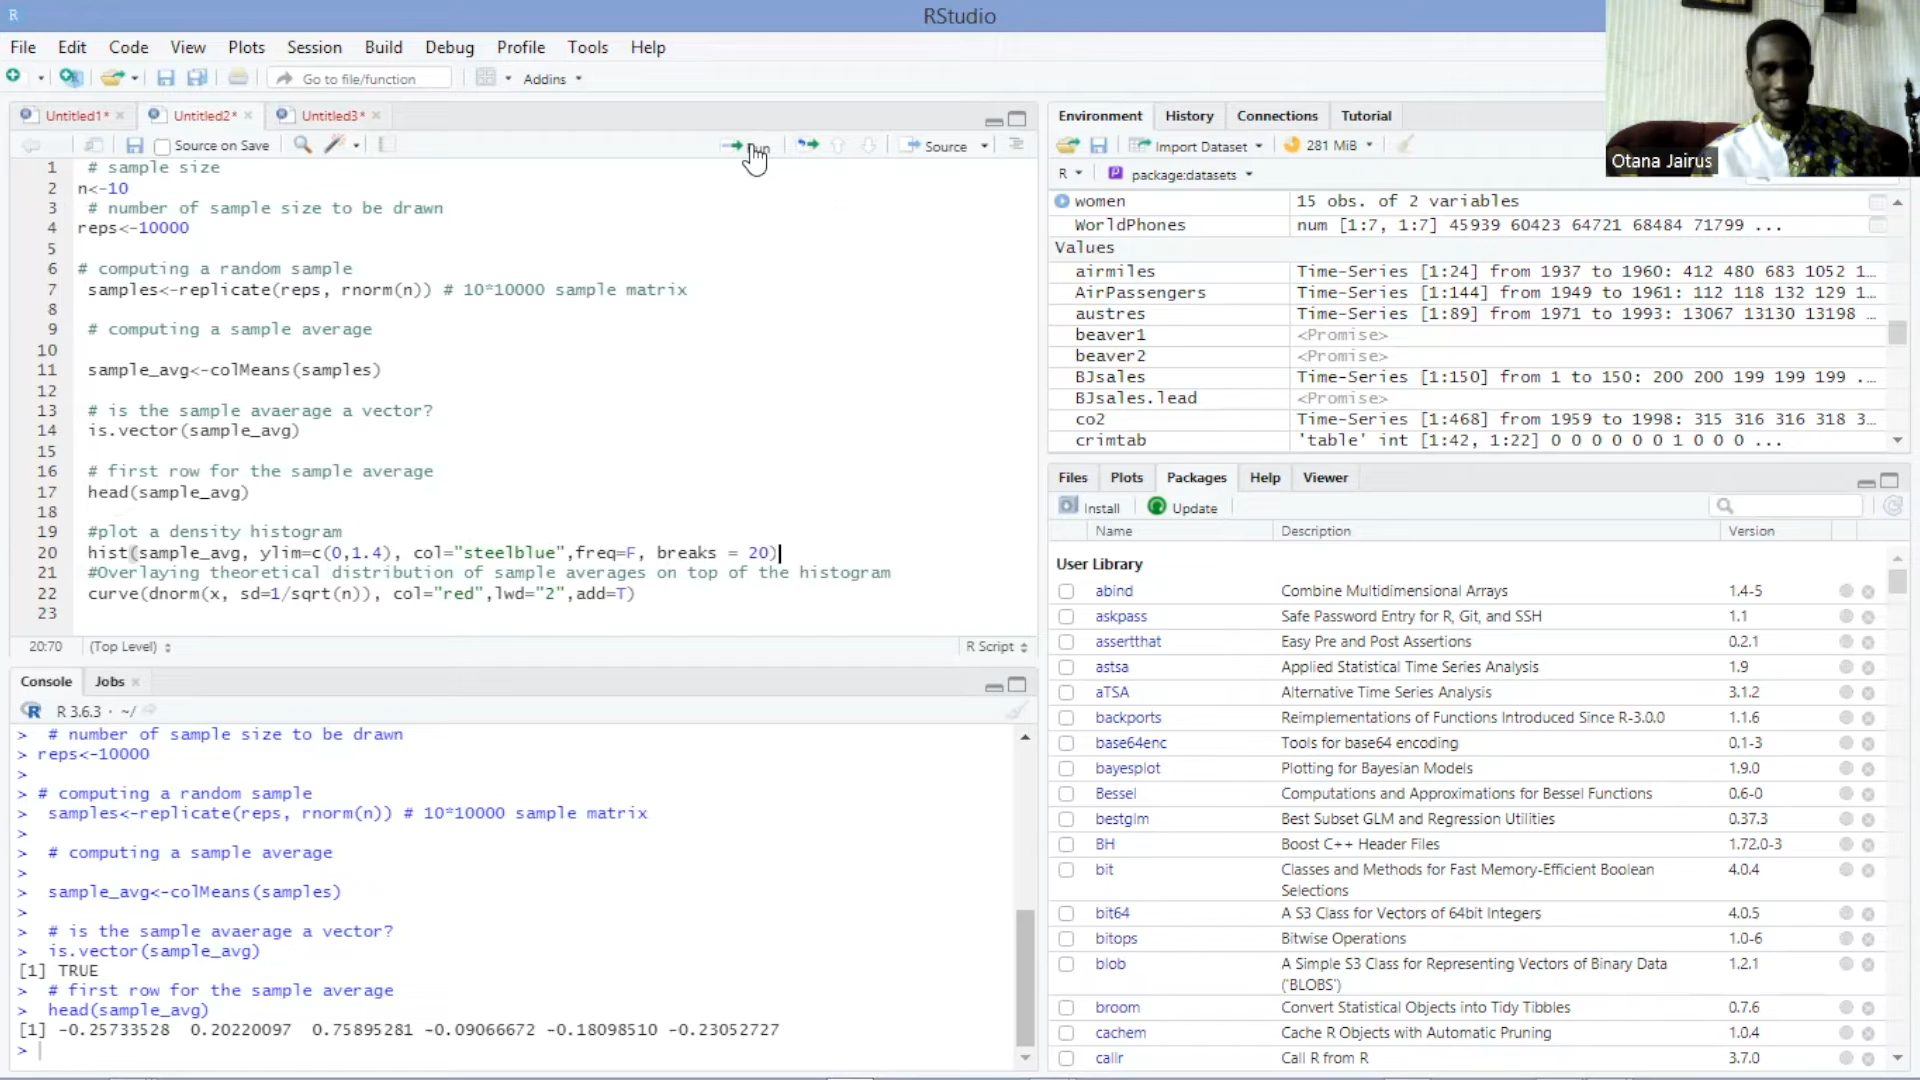 R
RStudio
File Edit Code View Plots Session Build Debug Profile Tools Help
Go to file/function Addins
Untitled1* Untitled2* Untitled3*
Source on Save Source
1 # sample size
2 n<-10
3 # number of sample size to be drawn
4 reps<-10000
5
6 # computing a random sample
7 samples<-replicate(reps, rnorm(n)) # 10*10000 sample matrix
8
9 # computing a sample average
10
11 sample_avg<-colMeans(samples)
12
13 # is the sample avaerage a vector?
14 is.vector(sample_avg)
15
16 # first row for the sample average
17 head(sample_avg)
18
19 #plot a density histogram
20 hist(sample_avg, ylim=c(0,1.4), col="steelblue",freq=F, breaks = 20)
21 #Overlaying theoretical distribution of sample averages on top of the histogram
22 curve(dnorm(x, sd=1/sqrt(n)), col="red",lwd="2",add=T)
23
20:70 (Top Level) R Script
Console Jobs
R R 3.6.3 · ~/
> # number of sample size to be drawn
> reps<-10000
>
> # computing a random sample
> samples<-replicate(reps, rnorm(n)) # 10*10000 sample matrix
>
> # computing a sample average
>
> sample_avg<-colMeans(samples)
>
> # is the sample avaerage a vector?
> is.vector(sample_avg)
[1] TRUE
> # first row for the sample average
> head(sample_avg)
[1] -0.25733528 0.20220097 0.75895281 -0.09066672 -0.18098510 -0.23052727
>
Environment History Connections Tutorial
Import Dataset 281 MiB
R package:datasets
women 15 obs. of 2 variables
WorldPhones num [1:7, 1:7] 45939 60423 64721 68484 71799 ...
Values
airmiles Time-Series [1:24] from 1937 to 1960: 412 480 683 1052 1…
AirPassengers Time-Series [1:144] from 1949 to 1961: 112 118 132 129 1…
austres Time-Series [1:89] from 1971 to 1993: 13067 13130 13198 …
beaver1 <Promise>
beaver2 <Promise>
BJsales Time-Series [1:150] from 1 to 150: 200 200 199 199 199 .…
BJsales.lead <Promise>
co2 Time-Series [1:468] from 1959 to 1998: 315 316 316 318 3…
crimtab 'table' int [1:42, 1:22] 0 0 0 0 0 0 1 0 0 0 ...
Otana Jairus
Files Plots Packages Help Viewer
Install Update
Name Description Version
User Library
abind Combine Multidimensional Arrays 1.4-5
askpass Safe Password Entry for R, Git, and SSH 1.1
assertthat Easy Pre and Post Assertions 0.2.1
astsa Applied Statistical Time Series Analysis 1.9
aTSA Alternative Time Series Analysis 3.1.2
backports Reimplementations of Functions Introduced Since R-3.0.0 1.1.6
base64enc Tools for base64 encoding 0.1-3
bayesplot Plotting for Bayesian Models 1.9.0
Bessel Computations and Approximations for Bessel Functions 0.6-0
bestglm Best Subset GLM and Regression Utilities 0.37.3
BH Boost C++ Header Files 1.72.0-3
bit Classes and Methods for Fast Memory-Efficient Boolean 4.0.4
Selections
bit64 A S3 Class for Vectors of 64bit Integers 4.0.5
bitops Bitwise Operations 1.0-6
blob A Simple S3 Class for Representing Vectors of Binary Data 1.2.1
('BLOBS')
broom Convert Statistical Objects into Tidy Tibbles 0.7.6
cachem Cache R Objects with Automatic Pruning 1.0.4
callr Call R from R 3.7.0